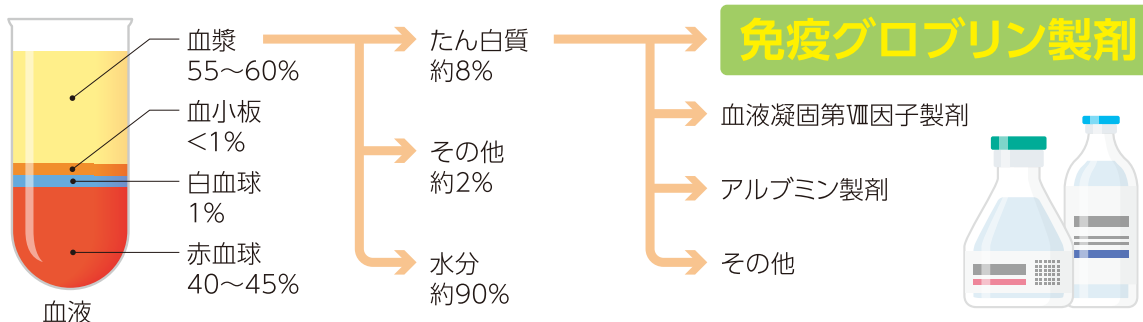 血漿
55〜60%
血小板
<1%
白血球
1%
赤血球
40〜45%
血液
たん白質
約8%
その他
約2%
水分
約90%
免疫グロブリン製剤
血液凝固第Ⅷ因子製剤
アルブミン製剤
その他